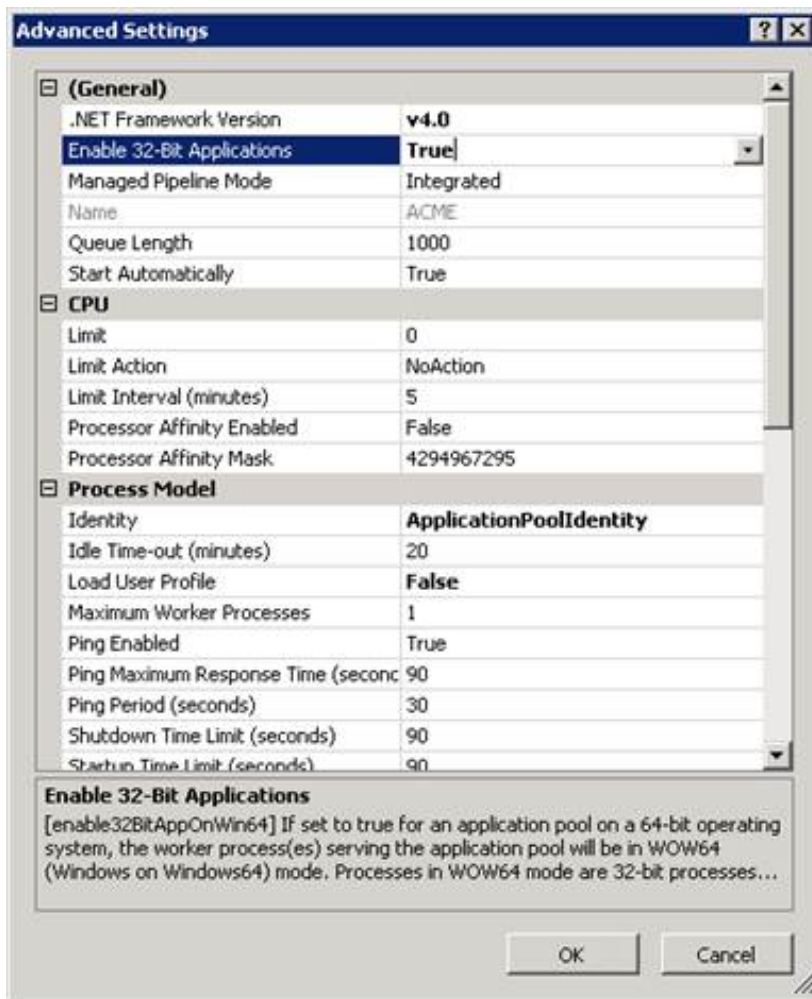 Advanced Settings
(General)
.NET Framework Version v4.0
Enable 32-Bit Applications True
Managed Pipeline Mode Integrated
Name ACME
Queue Length 1000
Start Automatically True
CPU
Limit 0
Limit Action NoAction
Limit Interval (minutes) 5
Processor Affinity Enabled False
Processor Affinity Mask 4294967295
Process Model
Identity ApplicationPoolIdentity
Idle Time-out (minutes) 20
Load User Profile False
Maximum Worker Processes 1
Ping Enabled True
Ping Maximum Response Time (seconc 90
Ping Period (seconds) 30
Shutdown Time Limit (seconds) 90
Startup Time Limit (seconds) 90
Enable 32-Bit Applications
[enable32BitAppOnWin64] If set to true for an application pool on a 64-bit operating
system, the worker process(es) serving the application pool will be in WOW64
(Windows on Windows64) mode. Processes in WOW64 mode are 32-bit processes...
OK Cancel